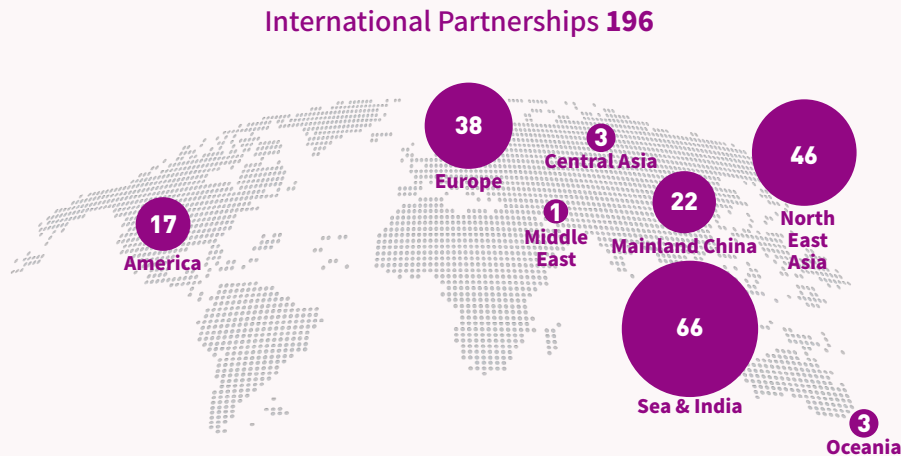 International Partnerships 196
38
Europe
3
Central Asia
46
North
East
Asia
17
America
1
Middle
East
22
Mainland China
66
Sea & India
3
Oceania